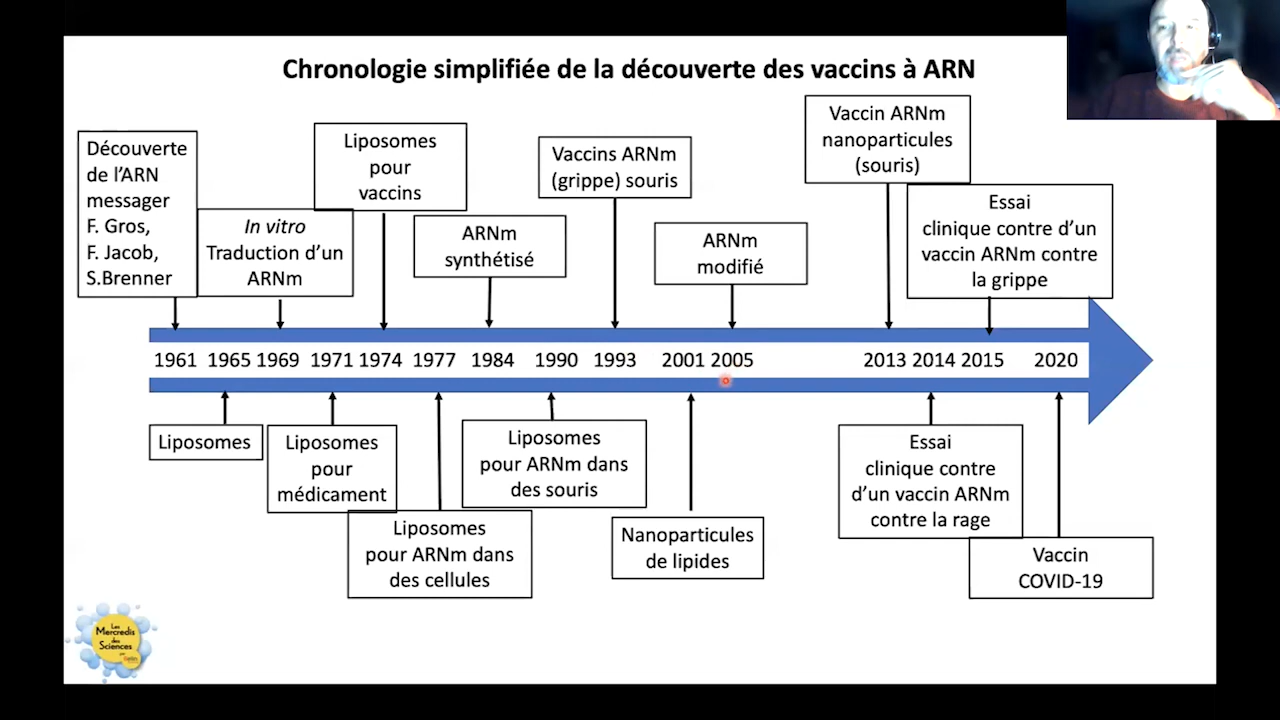 Chronologie simplifiée de la découverte des vaccins à ARN
Découverte
de l'ARN
messager
F. Gros,
F. Jacob,
S.Brenner
In vitro
Traduction d'un
ARNm
Liposomes
pour
vaccins
ARNm
synthétisé
Vaccins ARNm
(grippe) souris
ARNm
modifié
Vaccin ARNm
nanoparticules
(souris)
Essai
clinique contre d'un
vaccin ARNm contre
la grippe
1961 1965 1969 1971 1974 1977 1984 1990 1993 2001 2005 2013 2014 2015 2020
Liposomes
Liposomes
pour
médicament
Liposomes
pour ARNm dans
des cellules
Liposomes
pour ARNm dans
des souris
Nanoparticules
de lipides
Essai
clinique contre
d'un vaccin ARNm
contre la rage
Vaccin
COVID-19
Les
Mercredis
des
Sciences